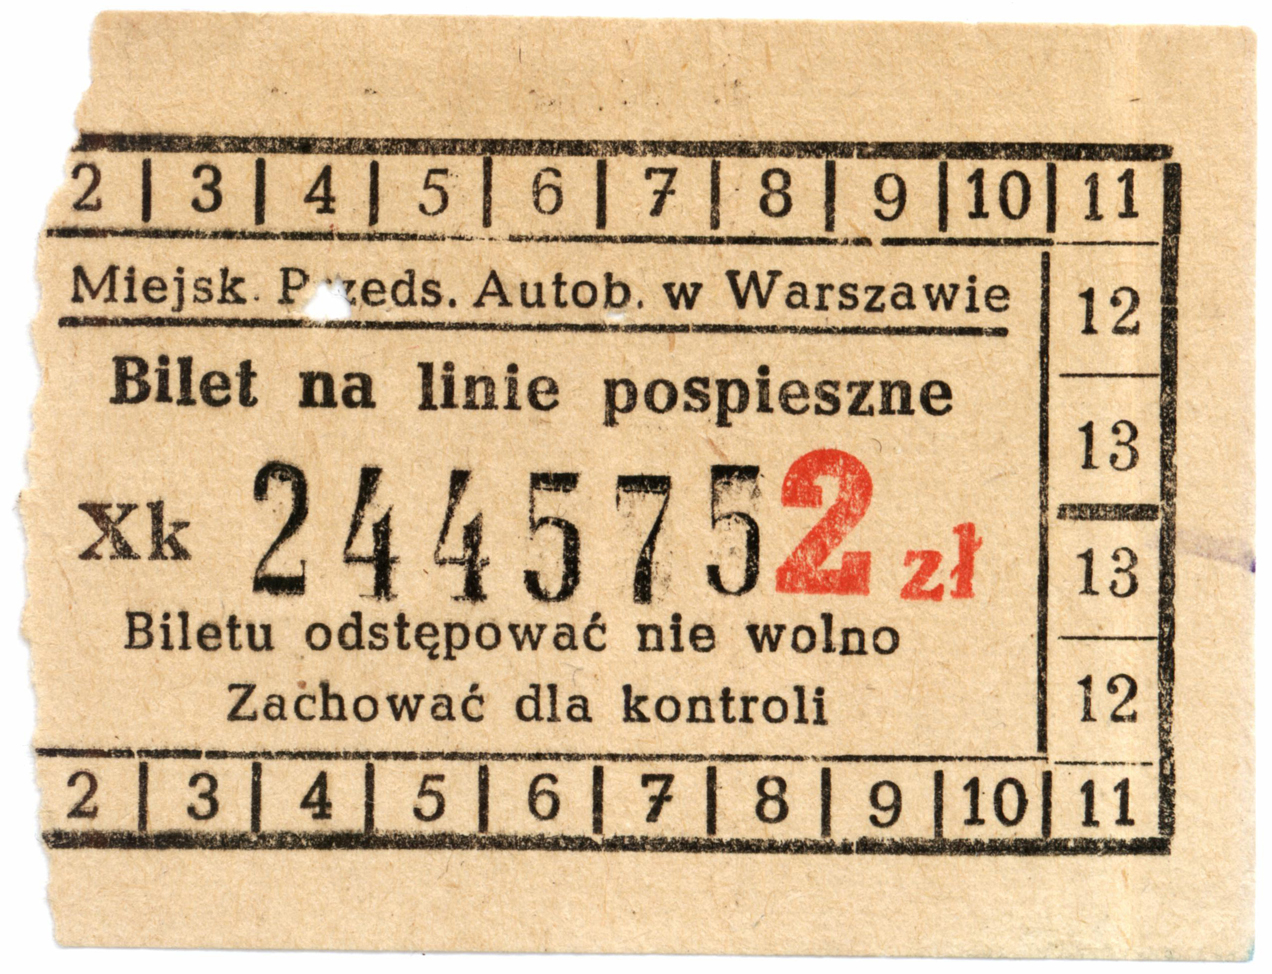 2 | 3 | 4 | 5 | 6 | 7 | 8 | 9 | 10 | 11
Miejsk. Przeds. Autob. w Warszawie
12
Bilet na linie pospieszne
13
Xk 244575 2 zł
13
Biletu odstępować nie wolno
12
Zachować dla kontroli
2 | 3 | 4 | 5 | 6 | 7 | 8 | 9 | 10 | 11